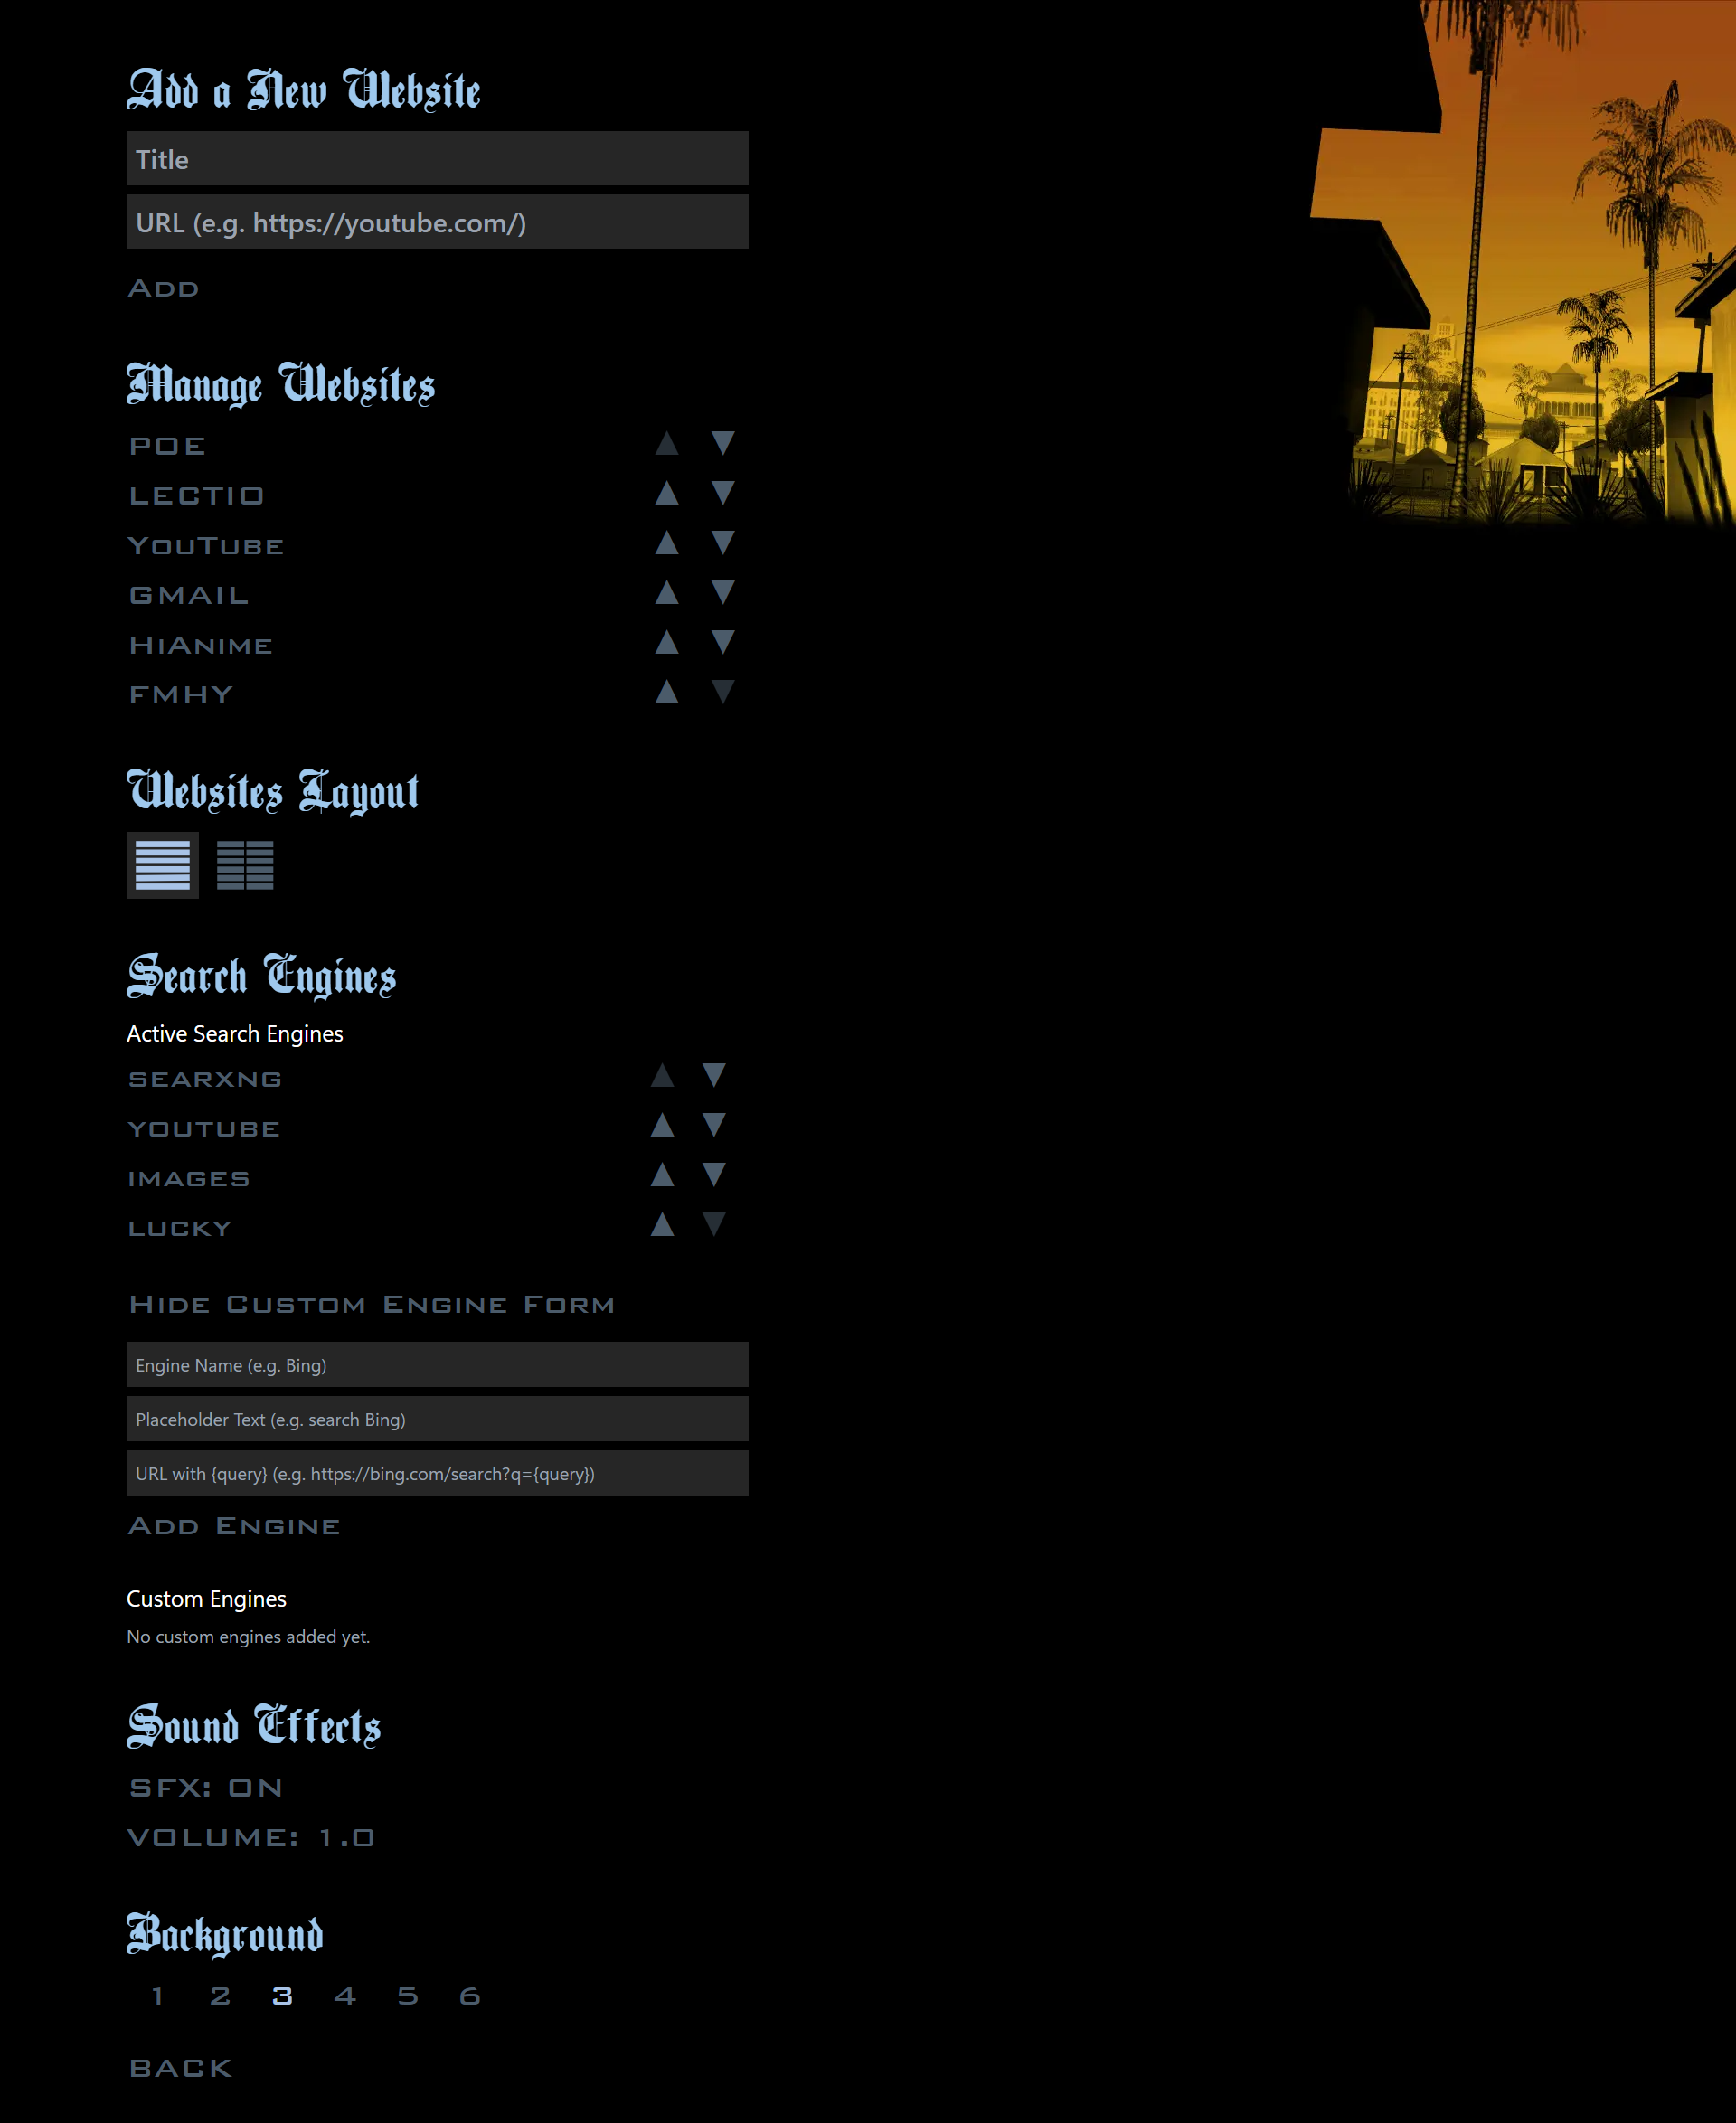 Add a New Website
Title
URL (e.g. https://youtube.com/)
Add
Manage Websites
POE
LECTIO
YouTube
GMAIL
HiAnime
FMHY
Websites Layout
Search Engines
Active Search Engines
SEARXNG
YOUTUBE
IMAGES
LUCKY
Hide Custom Engine Form
Engine Name (e.g. Bing)
Placeholder Text (e.g. search Bing)
URL with {query} (e.g. https://bing.com/search?q={query})
Add Engine
Custom Engines
No custom engines added yet.
Sound Effects
SFX: ON
VOLUME: 1.0
Background
1 2 3 4 5 6
BACK